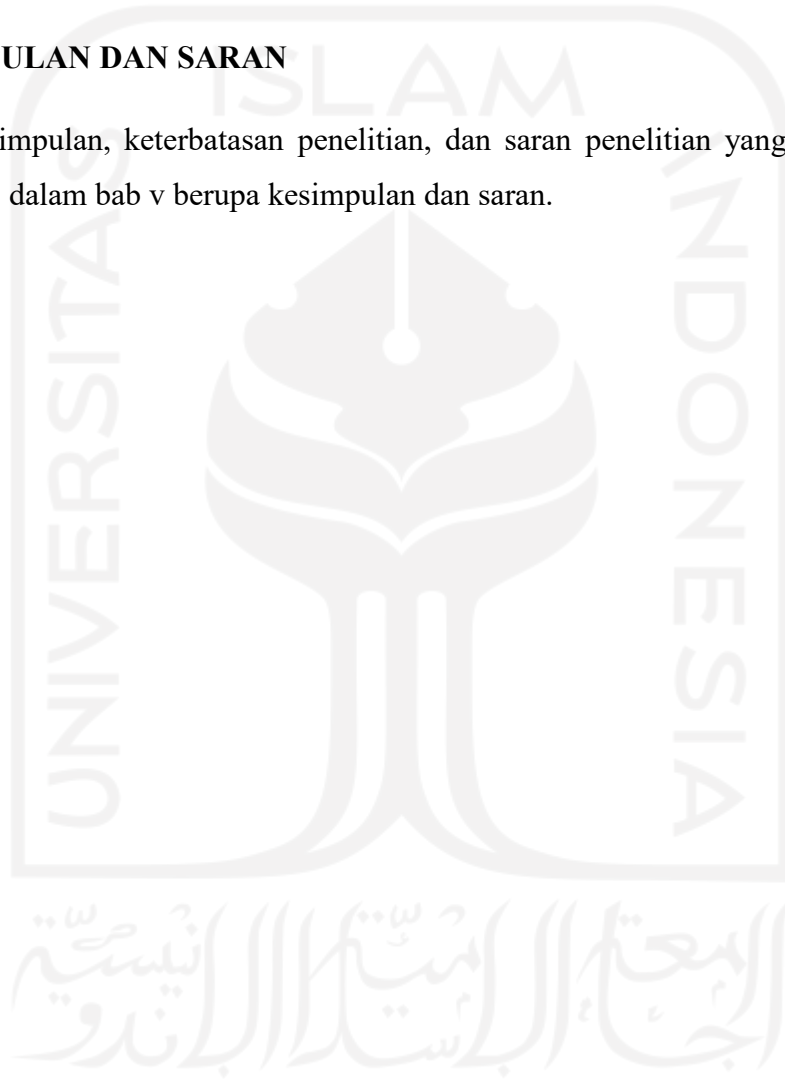 ULAN DAN SARAN
impulan, keterbatasan penelitian, dan saran penelitian yang
dalam bab v berupa kesimpulan dan saran.
ISLAM
UNIVERSITAS
INDONESIA